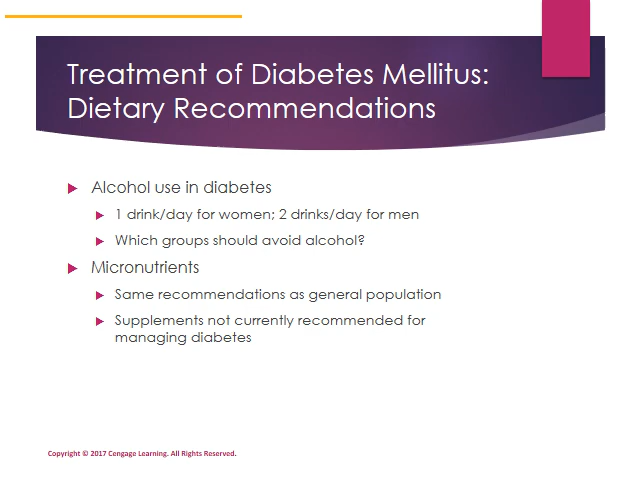 Treatment of Diabetes Mellitus:
Dietary Recommendations
Alcohol use in diabetes
1 drink/day for women; 2 drinks/day for men
Which groups should avoid alcohol?
Micronutrients
Same recommendations as general population
Supplements not currently recommended for
managing diabetes
Copyright © 2017 Cengage Learning. All Rights Reserved.